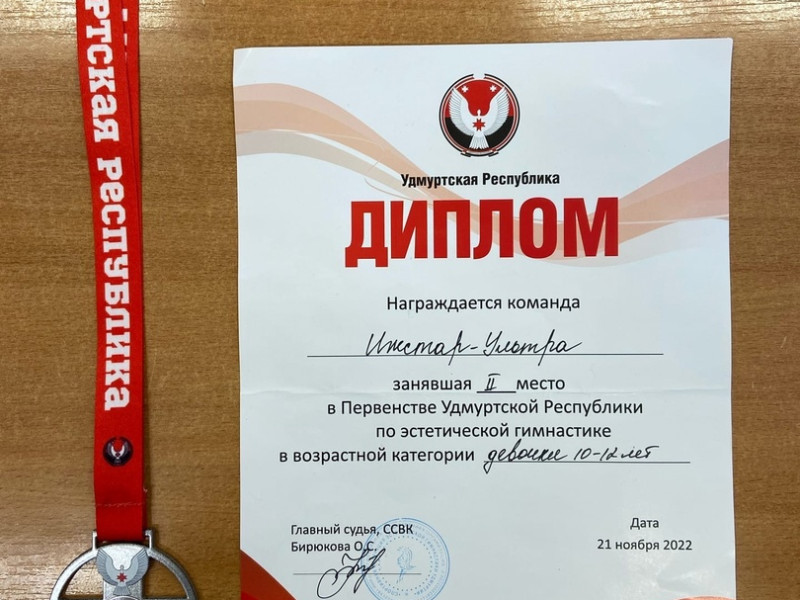 ртская Республика
Удмуртская Республика
ДИПЛОМ
Награждается команда
Ижстар-Ультра
занявшая II место
в Первенстве Удмуртской Республики
по эстетической гимнастике
в возрастной категории девочки 10-12 лет
Главный судья, ССВК
Бирюкова О.С.
Дата
21 ноября 2022